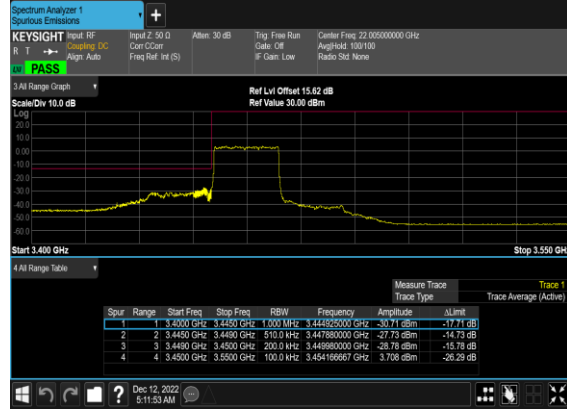 Spectrum Analyzer 1
Spurious Emissions
KEYSIGHT Input: RF Input Z: 50 Ω Atten: 30 dB Trig: Free Run Center Freq: 22.005000000 GHz
R T Coupling: DC Corr CCorr Gate: Off Avg|Hold: 100/100
Align: Auto Freq Ref: Int (S) IF Gain: Low Radio Std: None
PASS
3 All Range Graph
Ref Lvl Offset 15.62 dB
Scale/Div 10.0 dB Ref Value 30.00 dBm
Log
20.0
10.0
0.00
-10.0
-20.0
-30.0
-40.0
-50.0
-60.0
Start 3.400 GHz Stop 3.550 GHz
4 All Range Table
Measure Trace Trace 1
Trace Type Trace Average (Active)
Spur Range Start Freq Stop Freq RBW Frequency Amplitude ΔLimit
1 1 3.4000 GHz 3.4450 GHz 1.000 MHz 3.444925000 GHz -30.71 dBm -17.71 dB
2 2 3.4450 GHz 3.4490 GHz 510.0 kHz 3.447880000 GHz -27.73 dBm -14.73 dB
3 3 3.4490 GHz 3.4500 GHz 200.0 kHz 3.449980000 GHz -28.78 dBm -15.78 dB
4 4 3.4500 GHz 3.5500 GHz 100.0 kHz 3.454166667 GHz 3.708 dBm -26.29 dB
? Dec 12, 2022
5:11:53 AM